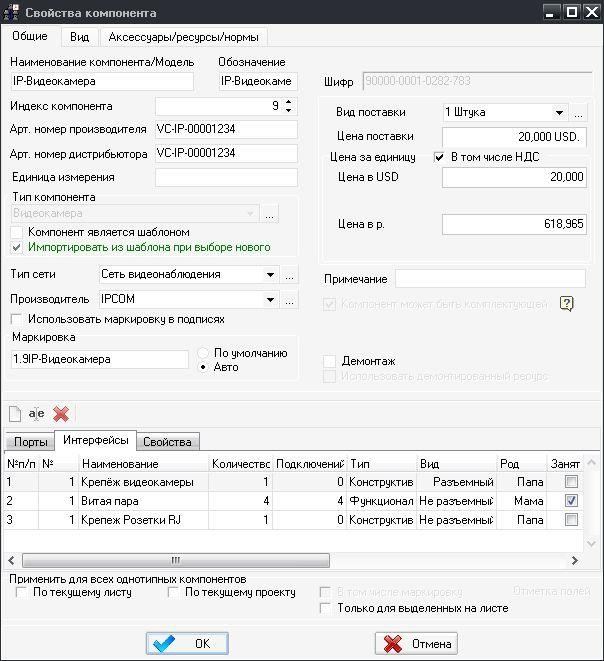 Свойства компонента
Общие Вид Аксессуары/ресурсы/нормы
Наименование компонента/Модель Обозначение
IP-Видеокамера IP-Видеокаме Шифр 90000-0001-0282-783
Индекс компонента 9 Вид поставки 1 Штука ...
Арт. номер производителя VC-IP-00001234 Цена поставки 20,000 USD.
Арт. номер дистрибьютора VC-IP-00001234 Цена за единицу В том числе НДС
Единица измерения Цена в USD 20,000
Тип компонента
Видеокамера ... Цена в р. 618,965
Компонент является шаблоном
Импортировать из шаблона при выборе нового
Тип сети Сеть видеонаблюдения ... Примечание
Производитель IPCOM ... Компонент может быть комплектующей ?
Использовать маркировку в подписях
Маркировка
1.9IP-Видеокамера По умолчанию Демонтаж
Авто Использовать демонтированный ресурс
aе
Порты Интерфейсы Свойства
№п/п № Наименование Количество Подключений Тип Вид Род Занят
1 1 Крепёж видеокамеры 1 0 Конструктив Разъемный Папа
2 1 Витая пара 4 4 Функционал Не разъемный Мама
3 1 Крепеж Розетки RJ 1 0 Конструктив Не разъемный Папа
Применить для всех однотипных компонентов
По текущему листу По текущему проекту В том числе маркировку Отметка полей
Только для выделенных на листе
OK Отмена